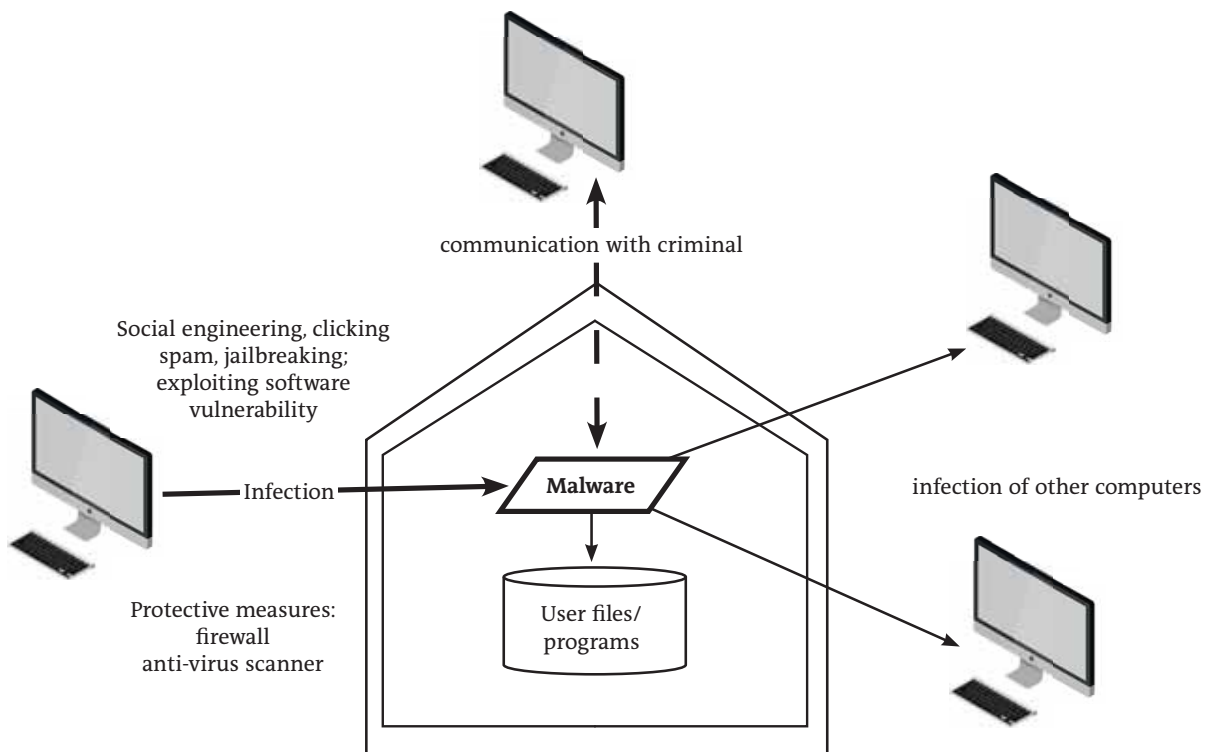 communication with criminal
Social engineering, clicking
spam, jailbreaking;
exploiting software
vulnerability
Infection
Malware
infection of other computers
Protective measures:
firewall
anti-virus scanner
User files/
programs